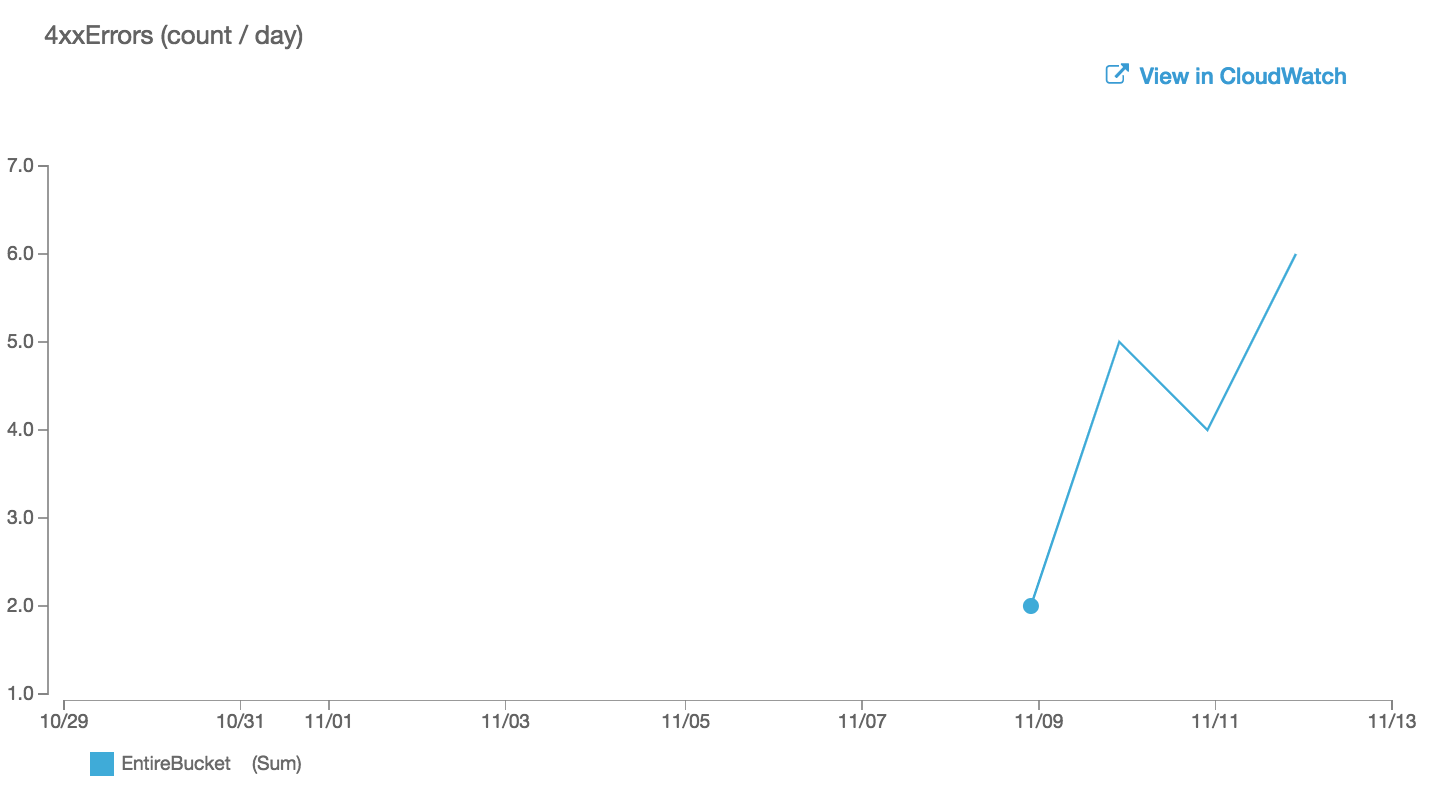 4xxErrors (count / day)
View in CloudWatch
7.0
6.0
5.0
4.0
3.0
2.0
1.0
10/29 10/31 11/01 11/03 11/05 11/07 11/09 11/11 11/13
EntireBucket (Sum)